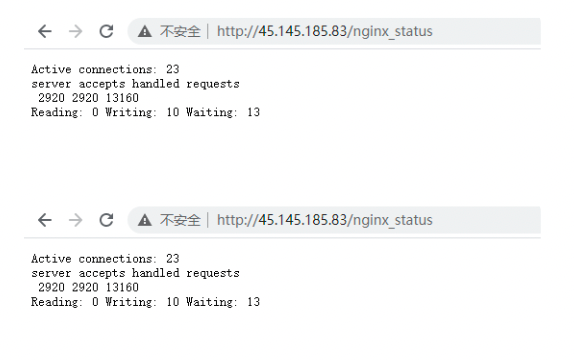 不安全 | http://45.145.185.83/nginx_status
Active connections: 23
server accepts handled requests
2920 2920 13160
Reading: 0 Writing: 10 Waiting: 13
不安全 | http://45.145.185.83/nginx_status
Active connections: 23
server accepts handled requests
2920 2920 13160
Reading: 0 Writing: 10 Waiting: 13